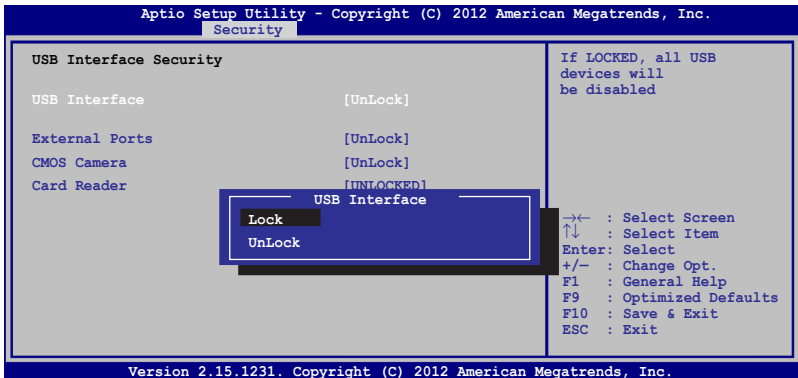 Aptio Setup Utility - Copyright (C) 2012 American Megatrends, Inc.
Security
USB Interface Security
USB Interface [UnLock]
External Ports [UnLock]
CMOS Camera [UnLock]
Card Reader [UNLOCKED]
USB Interface
Lock
UnLock
If LOCKED, all USB
devices will
be disabled
→← : Select Screen
↑↓ : Select Item
Enter: Select
+/— : Change Opt.
F1 : General Help
F9 : Optimized Defaults
F10 : Save & Exit
ESC : Exit
Version 2.15.1231. Copyright (C) 2012 American Megatrends, Inc.